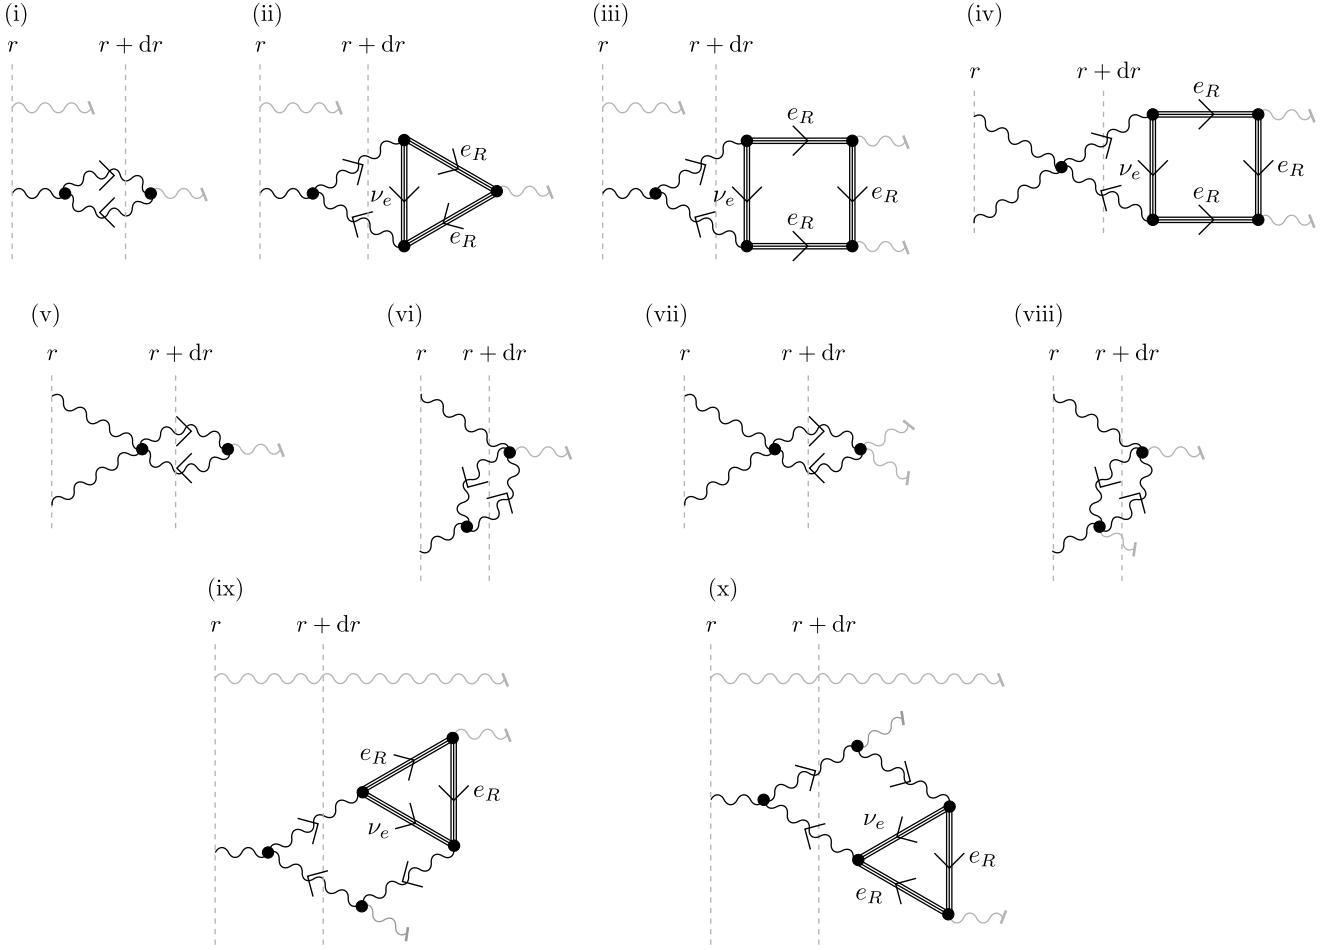 (i) (ii) (iii) (iv)
r r + dr r r + dr r r + dr
r r + dr
e_R
e_R e_R
ν_e ν_e e_R ν_e e_R
e_R e_R e_R
(v) (vi) (vii) (viii)
r r + dr r r + dr r r + dr r r + dr
(ix) (x)
r r + dr r r + dr
e_R
e_R
ν_e ν_e
e_R
e_R